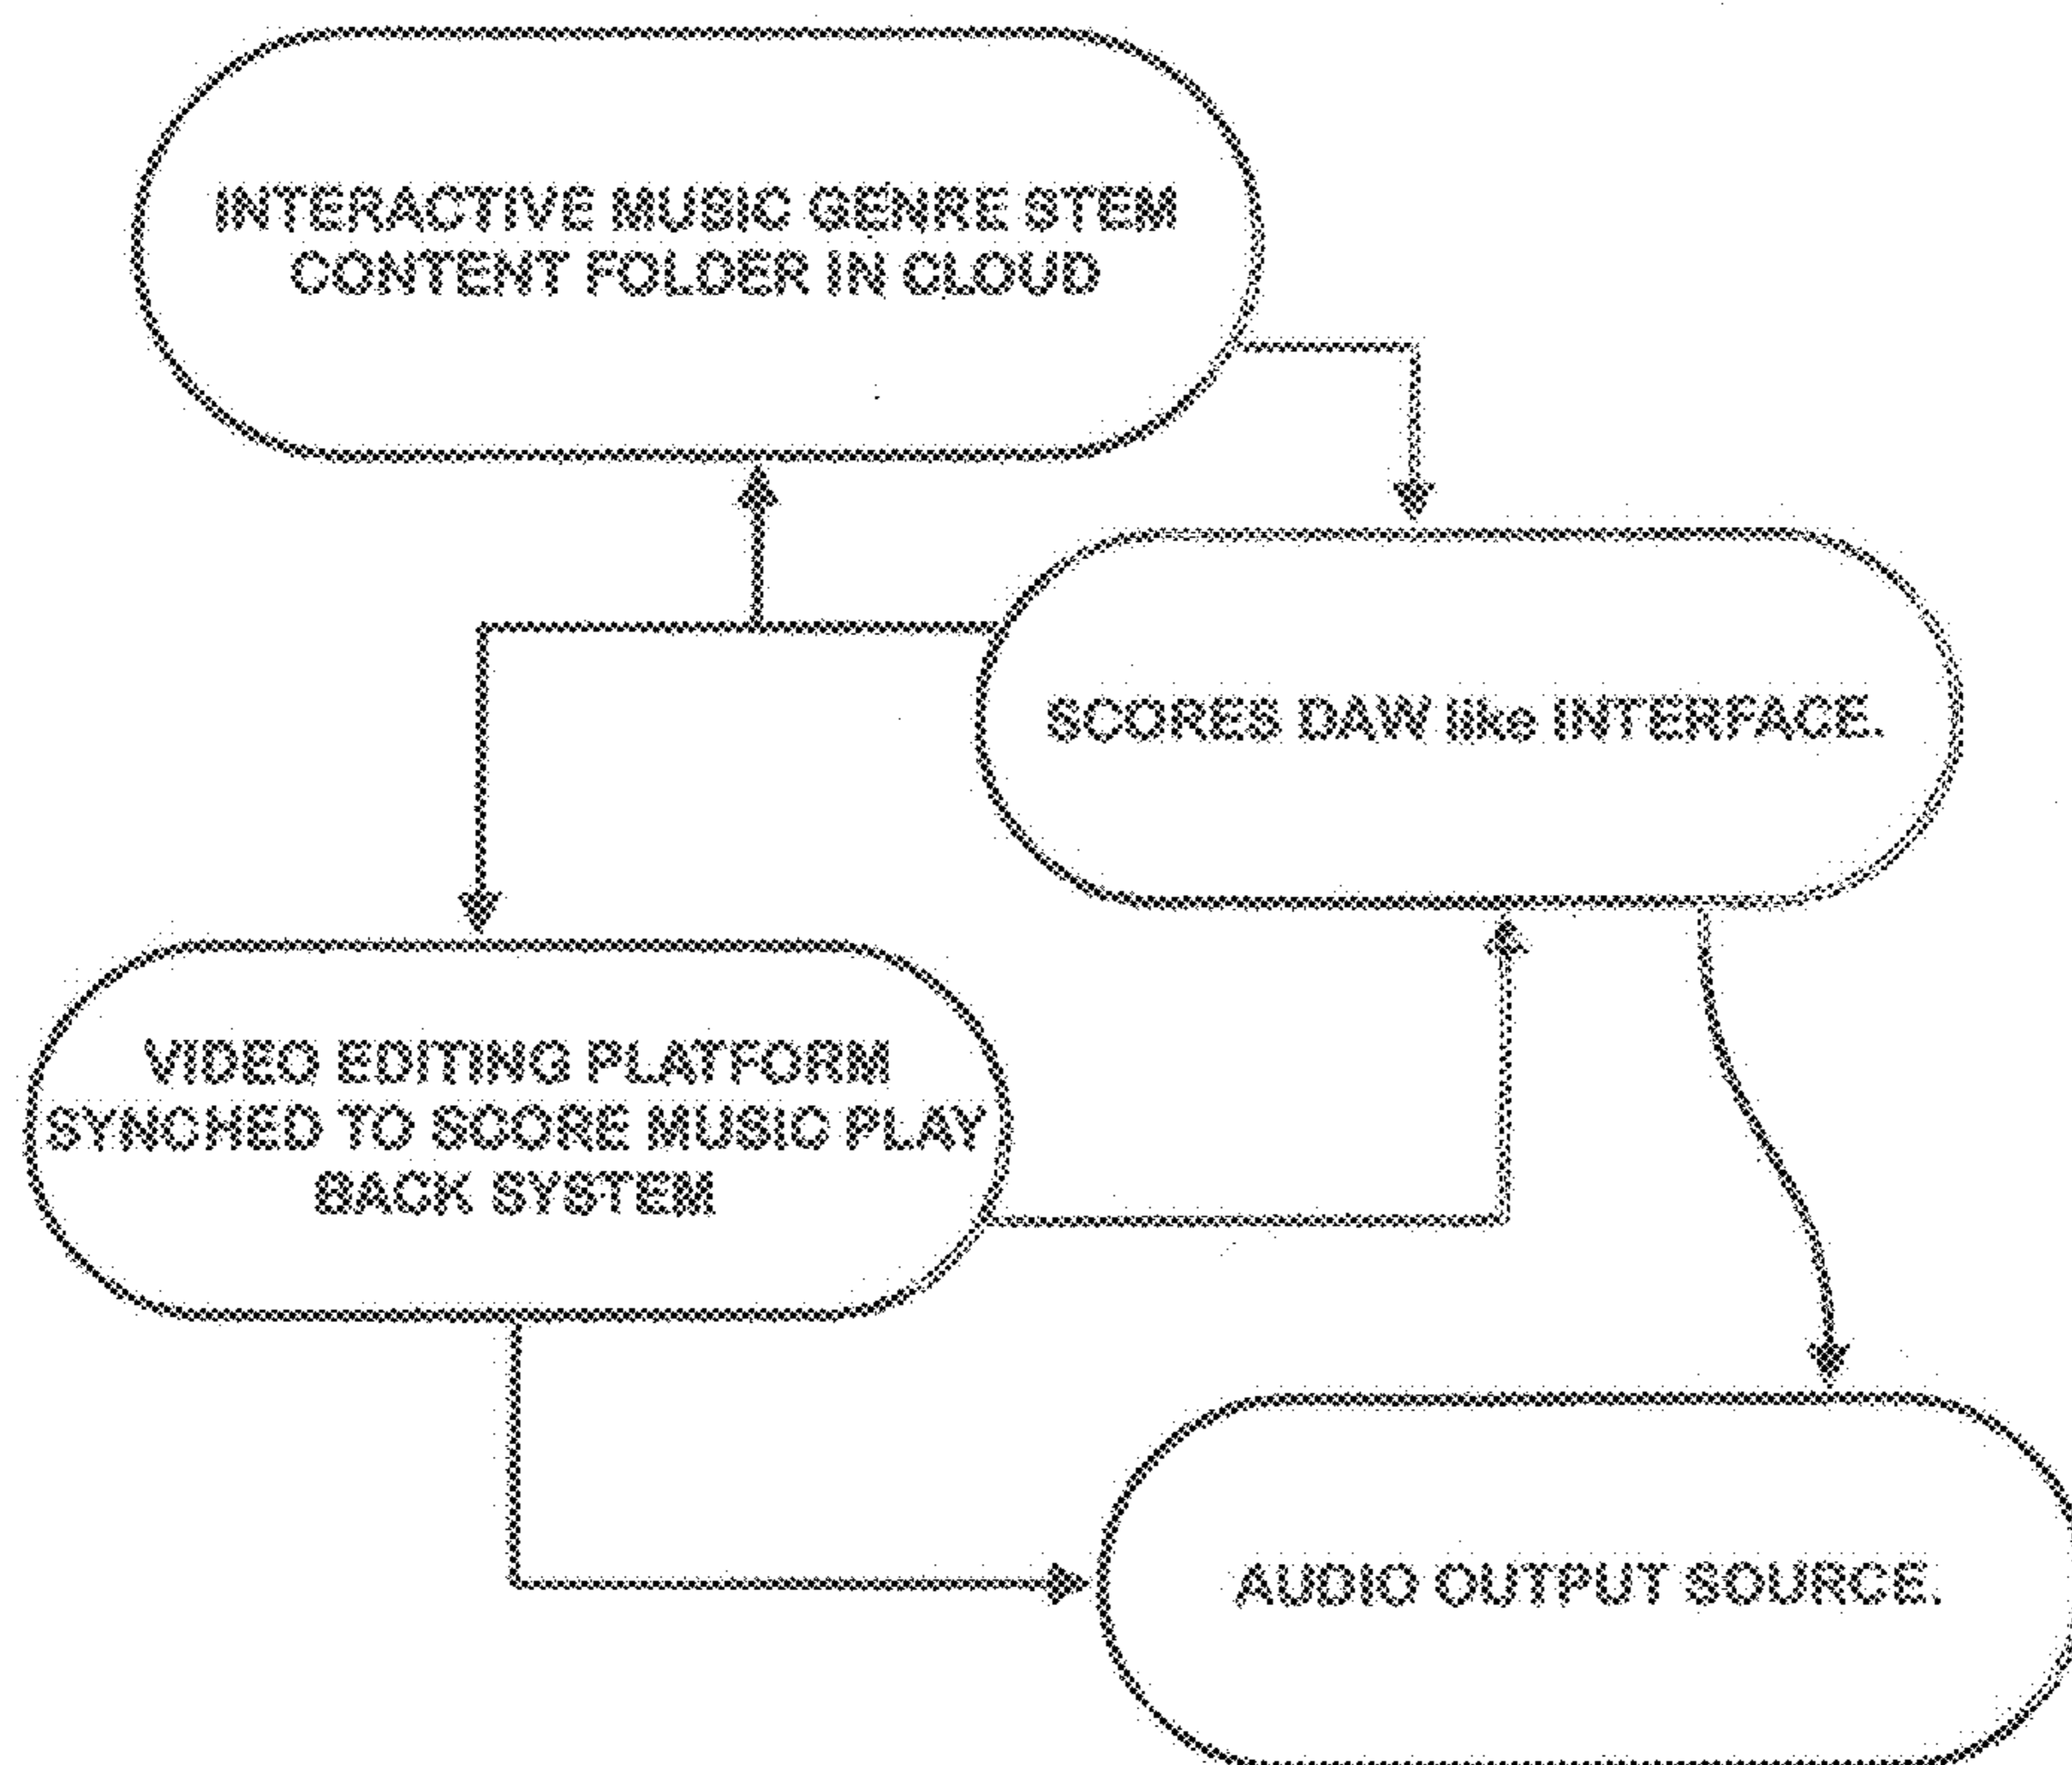 INTERACTIVE MUSIC GENRE STEM
CONTENT FOLDER IN CLOUD
SCORES DAW like INTERFACE.
VIDEO EDITING PLATFORM
SYNCHED TO SCORE MUSIC PLAY
BACK SYSTEM
AUDIO OUTPUT SOURCE.